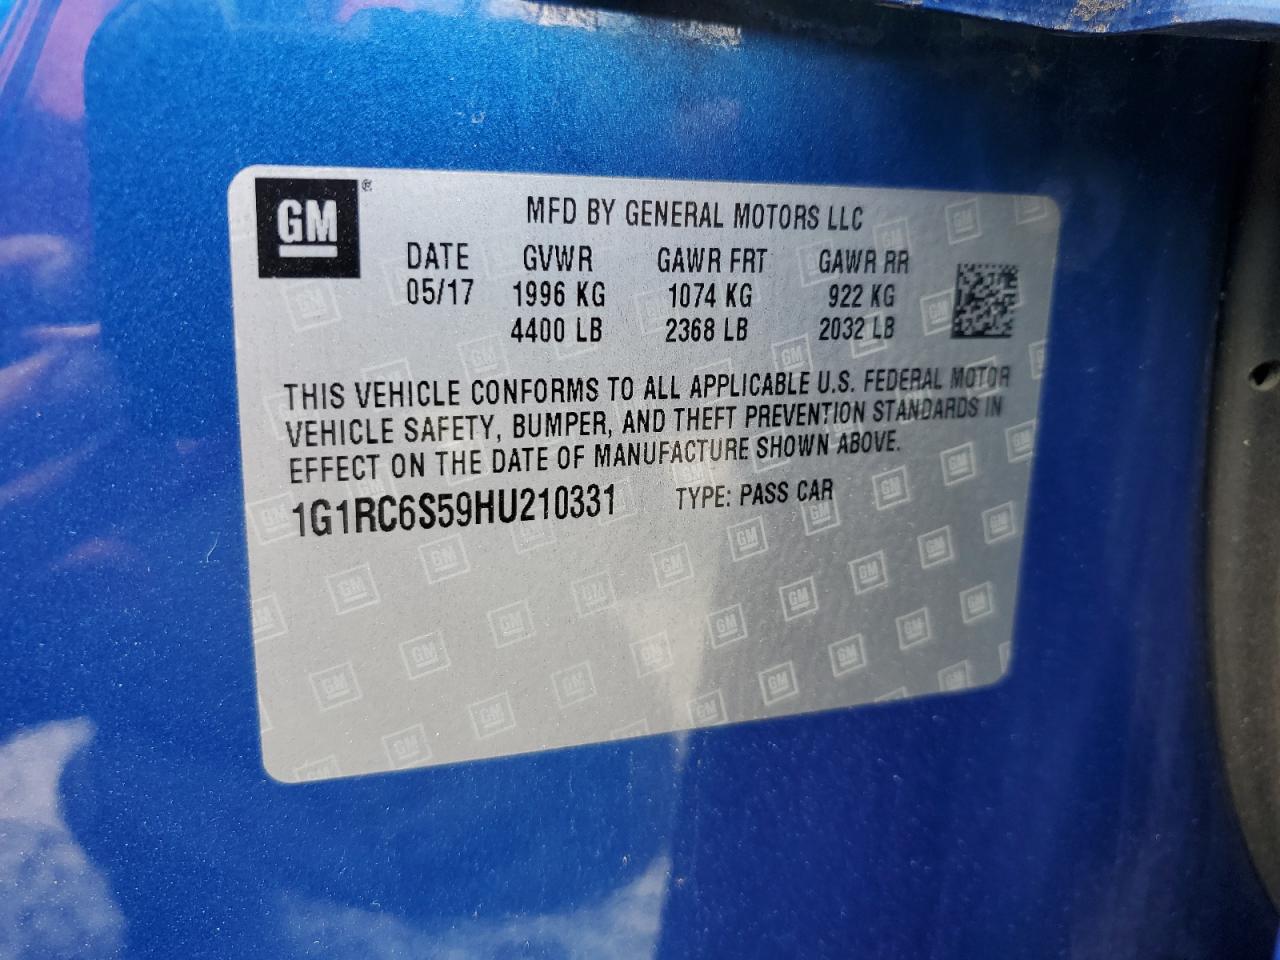 GM®
MFD BY GENERAL MOTORS LLC
DATE GVWR GAWR FRT GAWR RR
05/17 1996 KG 1074 KG 922 KG
4400 LB 2368 LB 2032 LB
THIS VEHICLE CONFORMS TO ALL APPLICABLE U.S. FEDERAL MOTOR
VEHICLE SAFETY, BUMPER, AND THEFT PREVENTION STANDARDS IN
EFFECT ON THE DATE OF MANUFACTURE SHOWN ABOVE.
1G1RC6S59HU210331 TYPE: PASS CAR